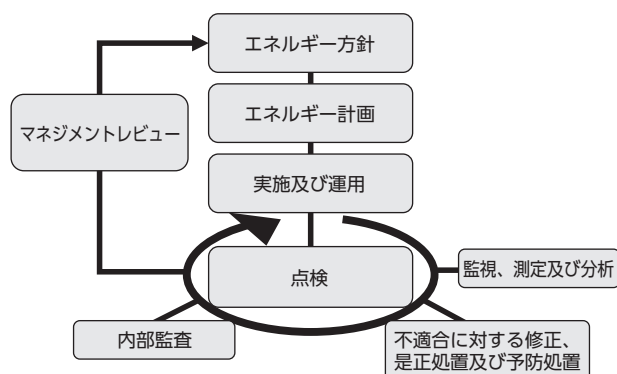 エネルギー方針
エネルギー計画
マネジメントレビュー
実施及び運用
点検
監視、測定及び分析
内部監査
不適合に対する修正、
是正処置及び予防処置